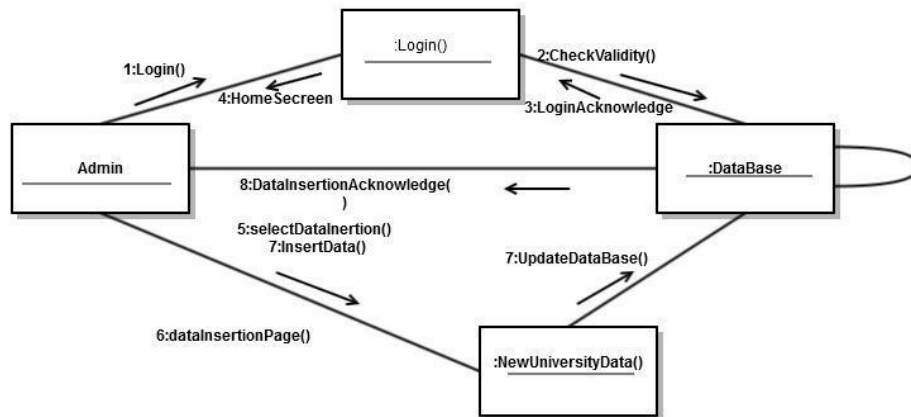 :Login()
1:Login()
2:CheckValidity()
4:HomeSecreen
3:LoginAcknowledge
Admin
:DataBase
8:DataInsertionAcknowledge(
)
5:selectDataInertion()
7:InsertData()
7:UpdateDataBase()
6:dataInsertionPage()
:NewUniversityData()